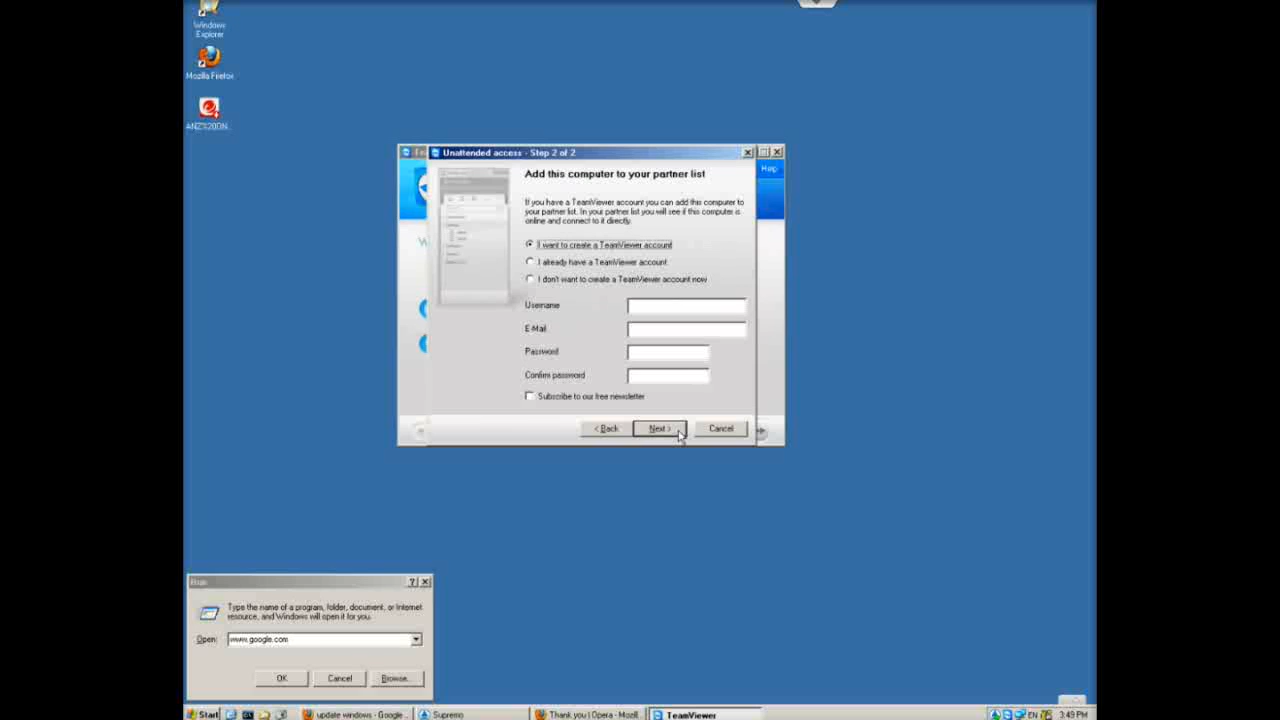 Windows
Explorer
Mozilla Firefox
Unattended access - Step 2 of 2
Help
Add this computer to your partner list
If you have a TeamViewer account you can add this computer to
your partner list. In your partner list you will see if this computer is
online and connect to it directly.
I want to create a TeamViewer account
I already have a TeamViewer account
I don't want to create a TeamViewer account now
Username
E-Mail
Password
Confirm password
Subscribe to our free newsletter
< Back
Next >
Cancel
Run
Type the name of a program, folder, document, or Internet
resource, and Windows will open it for you.
Open:
www.google.com
OK
Cancel
Browse...
Start
update windows - Google ...
Supremo
Thank you | Opera - Mozil...
TeamViewer
EN
3:49 PM